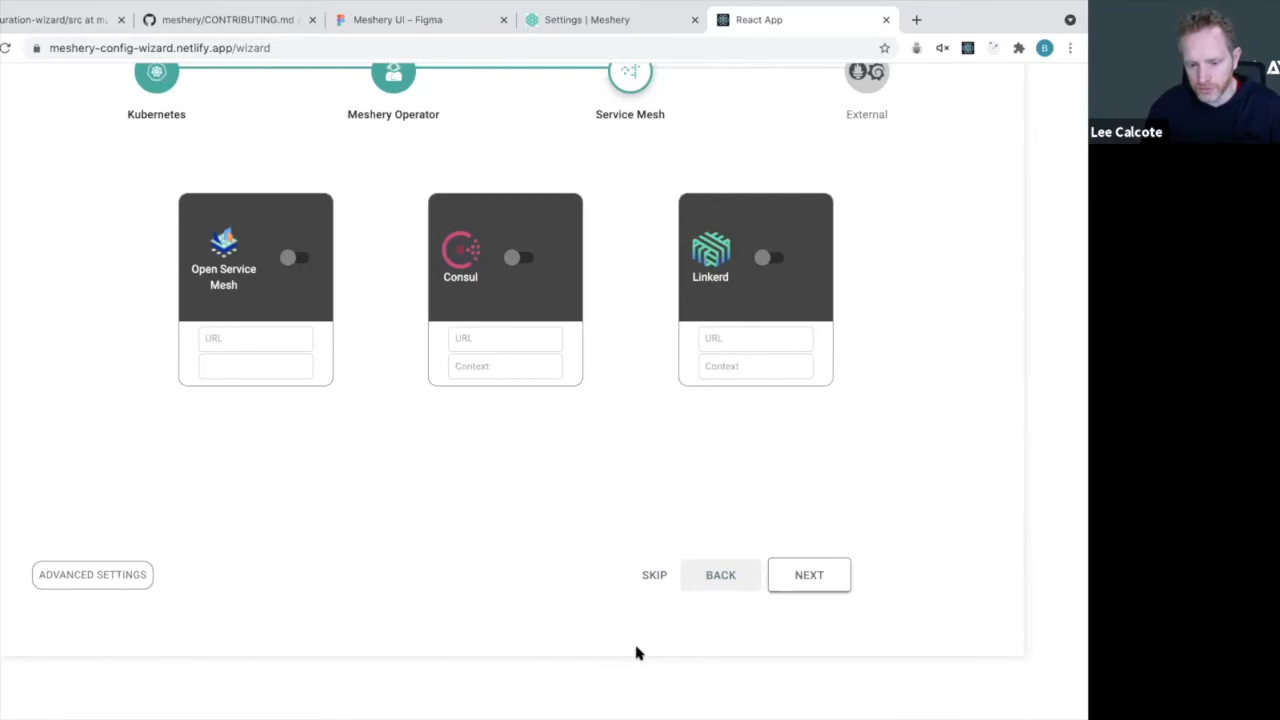 uration-wizard/src at m
meshery/CONTRIBUTING.md
Meshery UI – Figma
Settings | Meshery
React App
meshery-config-wizard.netlify.app/wizard
B
Lee Calcote
Kubernetes
Meshery Operator
Service Mesh
External
Open Service
Mesh
Consul
Linkerd
URL
URL
URL
Context
Context
ADVANCED SETTINGS
SKIP
BACK
NEXT